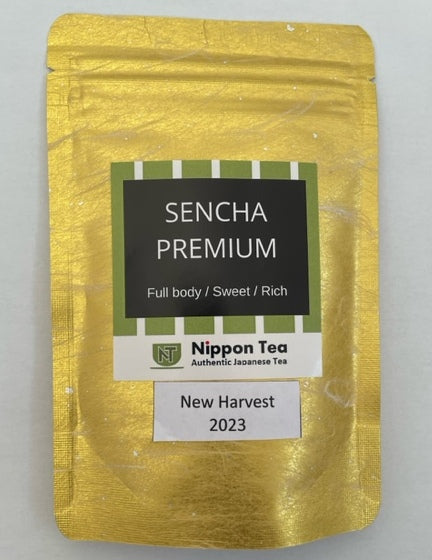 SENCHA
PREMIUM
Full body / Sweet / Rich
NT
Nippon Tea
Authentic Japanese Tea
New Harvest
2023